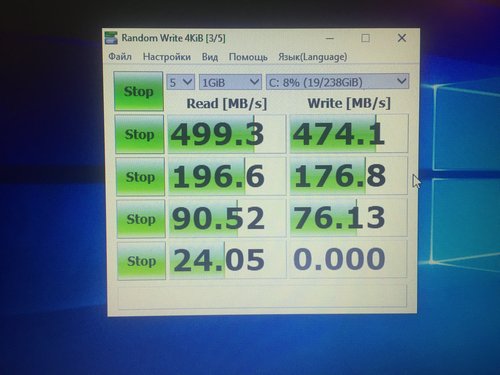 Random Write 4KiB [3/5]
Файл Настройки Вид Помощь Язык(Language)
Stop 5 1GiB C: 8% (19/238GiB)
Read [MB/s] Write [MB/s]
Stop 499.3 474.1
Stop 196.6 176.8
Stop 90.52 76.13
Stop 24.05 0.000